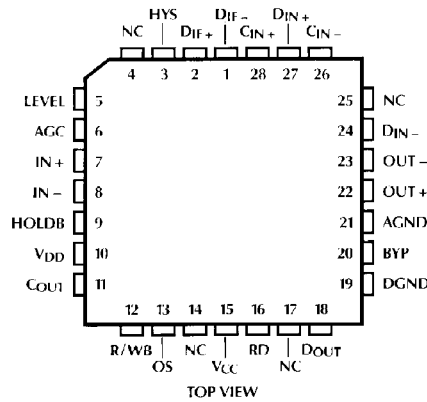 HYS DIF− DIN+
NC DIF+ CIN+ CIN−
4 3 2 1 28 27 26
LEVEL 5 25 NC
AGC 6 24 DIN−
IN+ 7 23 OUT−
IN− 8 22 OUT+
HOLDB 9 21 AGND
VDD 10 20 BYP
COUT 11 19 DGND
12 13 14 15 16 17 18
R/WB NC RD DOUT
OS VCC NC
TOP VIEW